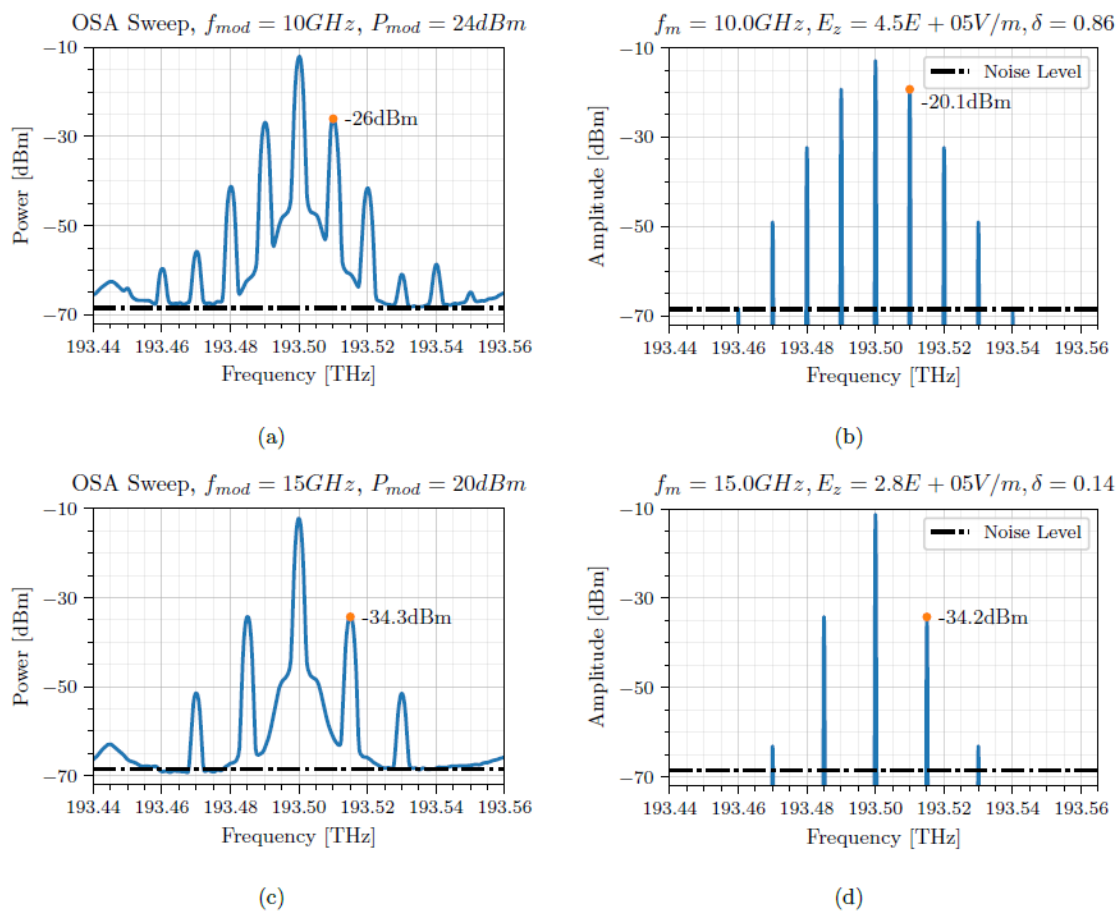 OSA Sweep, f_mod = 10GHz, P_mod = 24dBm
−10
−30
−50
−70
Power [dBm]
-26dBm
193.44 193.46 193.48 193.50 193.52 193.54 193.56
Frequency [THz]
(a)
f_m = 10.0GHz, E_z = 4.5E + 05V/m, δ = 0.86
−10
−30
−50
−70
Amplitude [dBm]
Noise Level
-20.1dBm
193.44 193.46 193.48 193.50 193.52 193.54 193.56
Frequency [THz]
(b)
OSA Sweep, f_mod = 15GHz, P_mod = 20dBm
−10
−30
−50
−70
Power [dBm]
-34.3dBm
193.44 193.46 193.48 193.50 193.52 193.54 193.56
Frequency [THz]
(c)
f_m = 15.0GHz, E_z = 2.8E + 05V/m, δ = 0.14
−10
−30
−50
−70
Amplitude [dBm]
Noise Level
-34.2dBm
193.44 193.46 193.48 193.50 193.52 193.54 193.56
Frequency [THz]
(d)